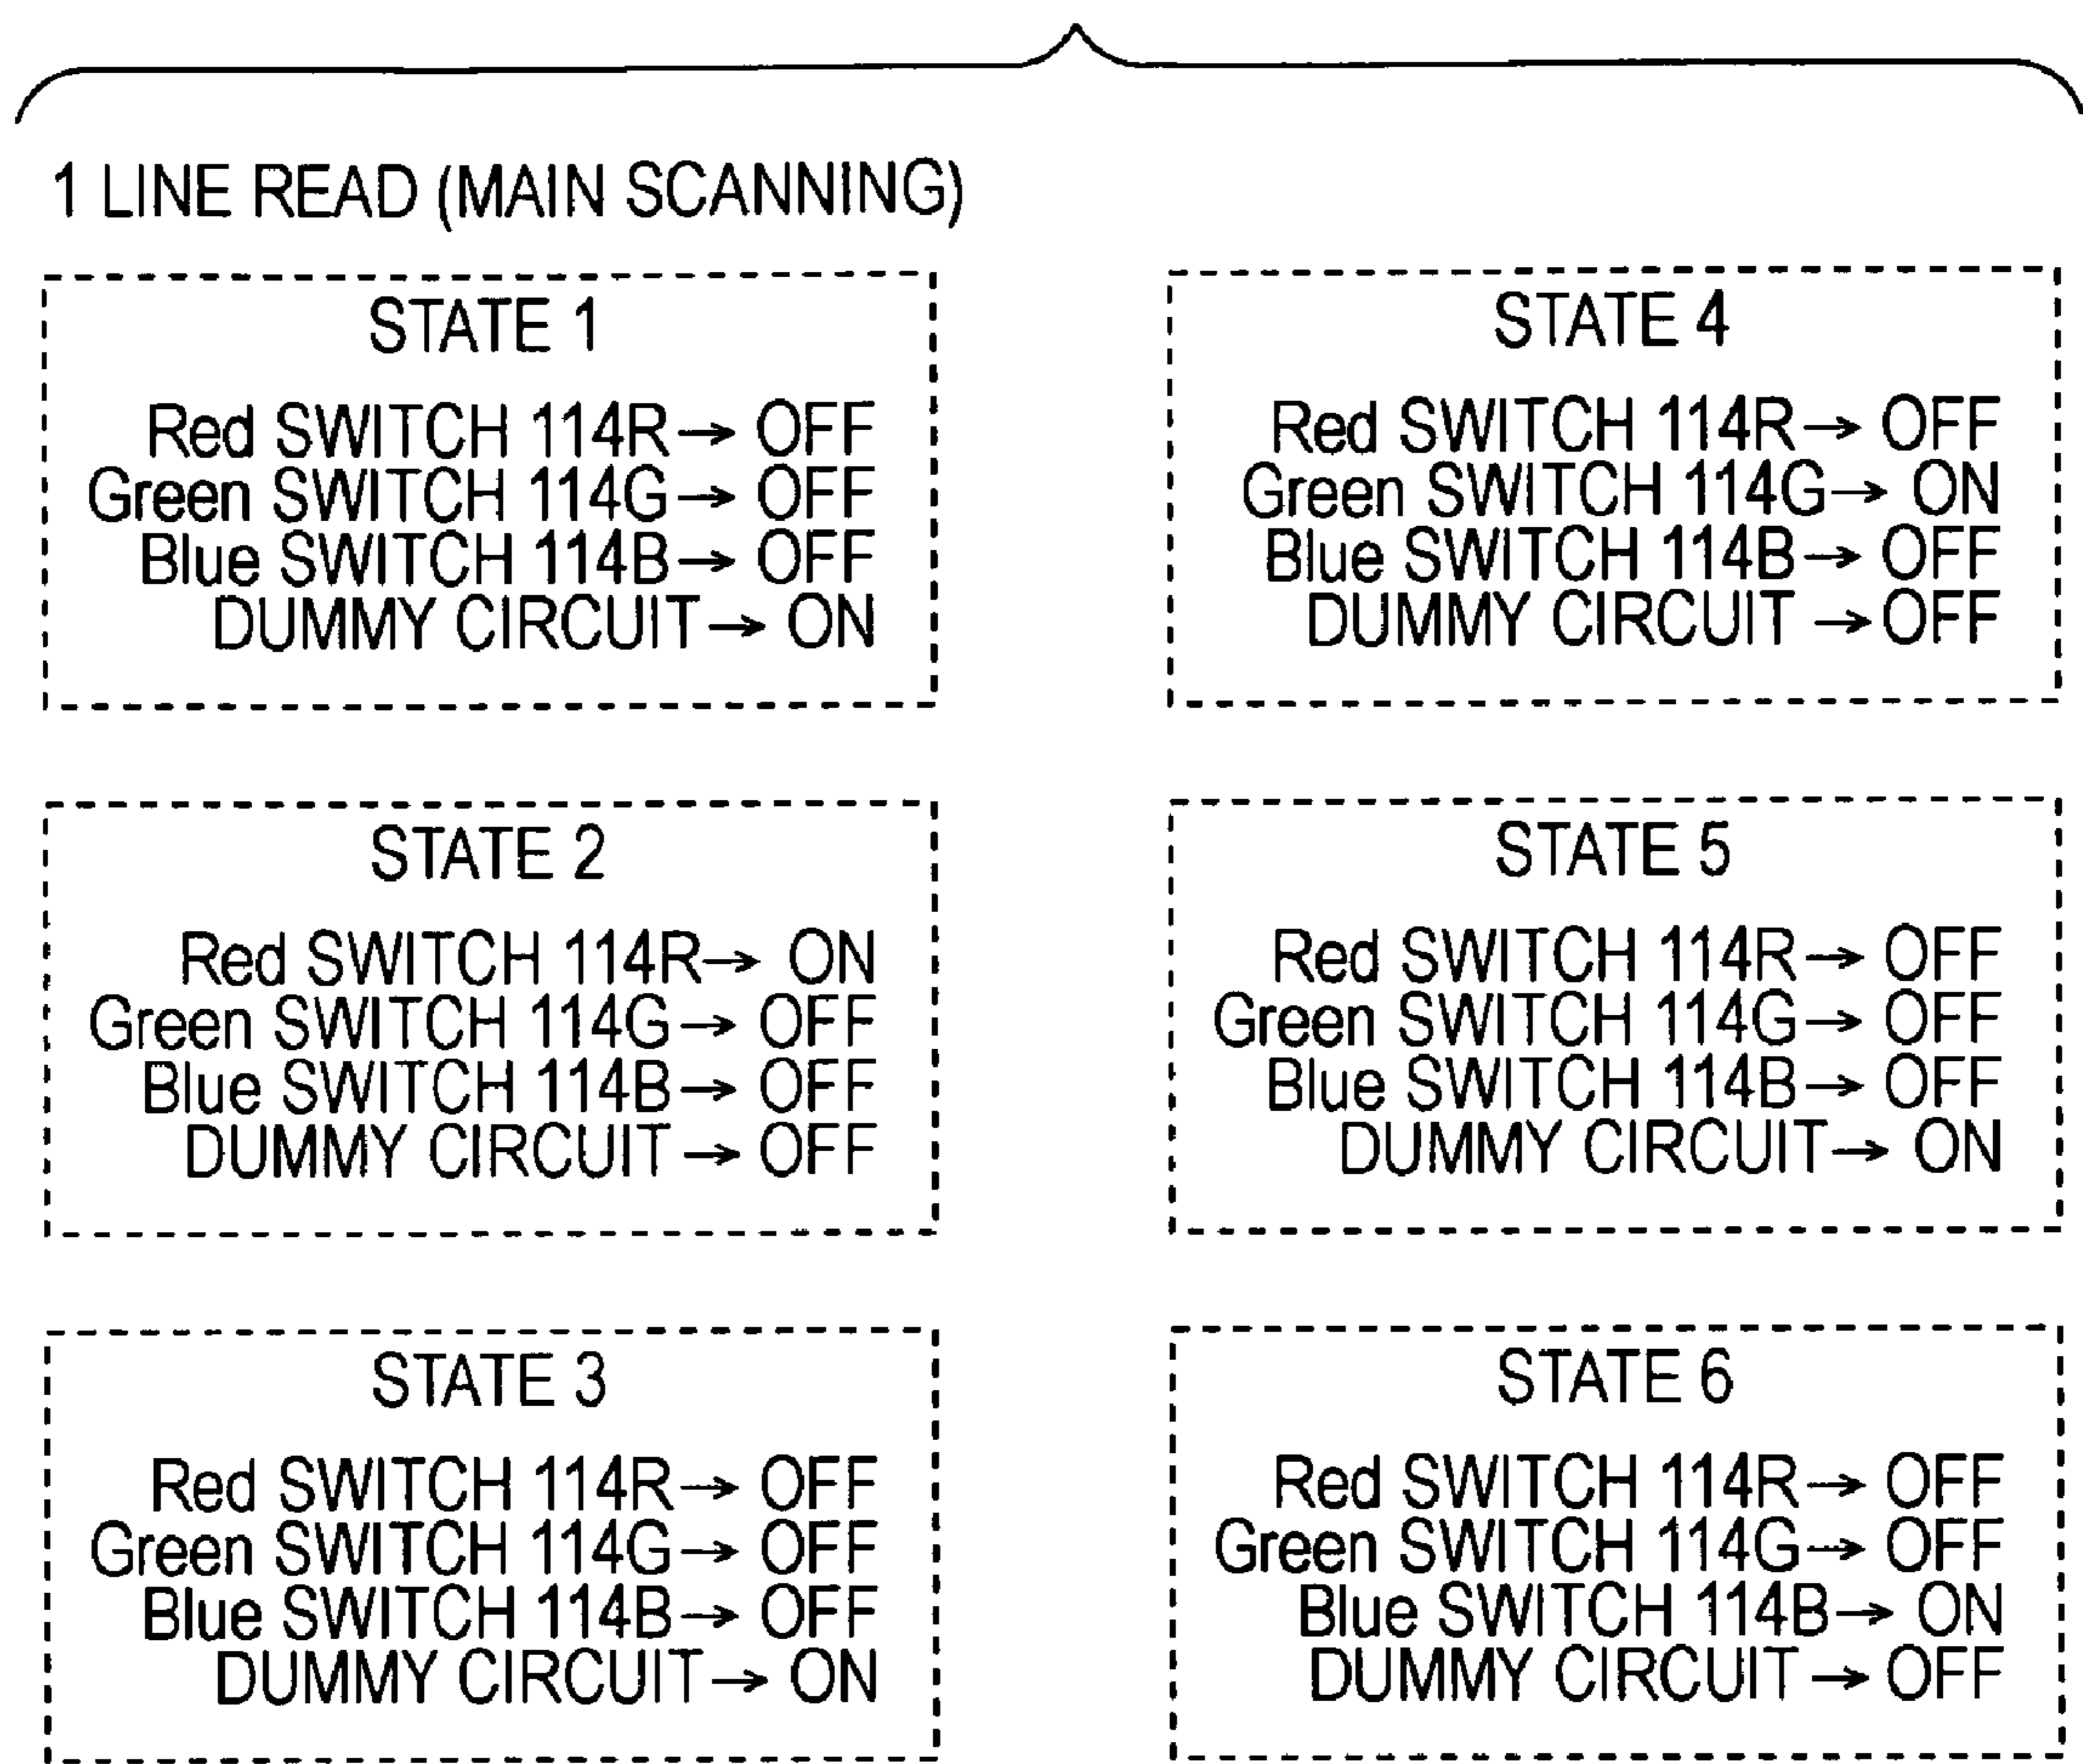 1 LINE READ (MAIN SCANNING)
STATE 1
Red SWITCH 114R→ OFF
Green SWITCH 114G→ OFF
Blue SWITCH 114B→ OFF
DUMMY CIRCUIT→ ON
STATE 2
Red SWITCH 114R→ ON
Green SWITCH 114G→ OFF
Blue SWITCH 114B→ OFF
DUMMY CIRCUIT→ OFF
STATE 3
Red SWITCH 114R→ OFF
Green SWITCH 114G→ OFF
Blue SWITCH 114B→ OFF
DUMMY CIRCUIT→ ON
STATE 4
Red SWITCH 114R→ OFF
Green SWITCH 114G→ ON
Blue SWITCH 114B→ OFF
DUMMY CIRCUIT →OFF
STATE 5
Red SWITCH 114R→ OFF
Green SWITCH 114G→ OFF
Blue SWITCH 114B→ OFF
DUMMY CIRCUIT→ ON
STATE 6
Red SWITCH 114R→ OFF
Green SWITCH 114G→ OFF
Blue SWITCH 114B→ ON
DUMMY CIRCUIT→ OFF